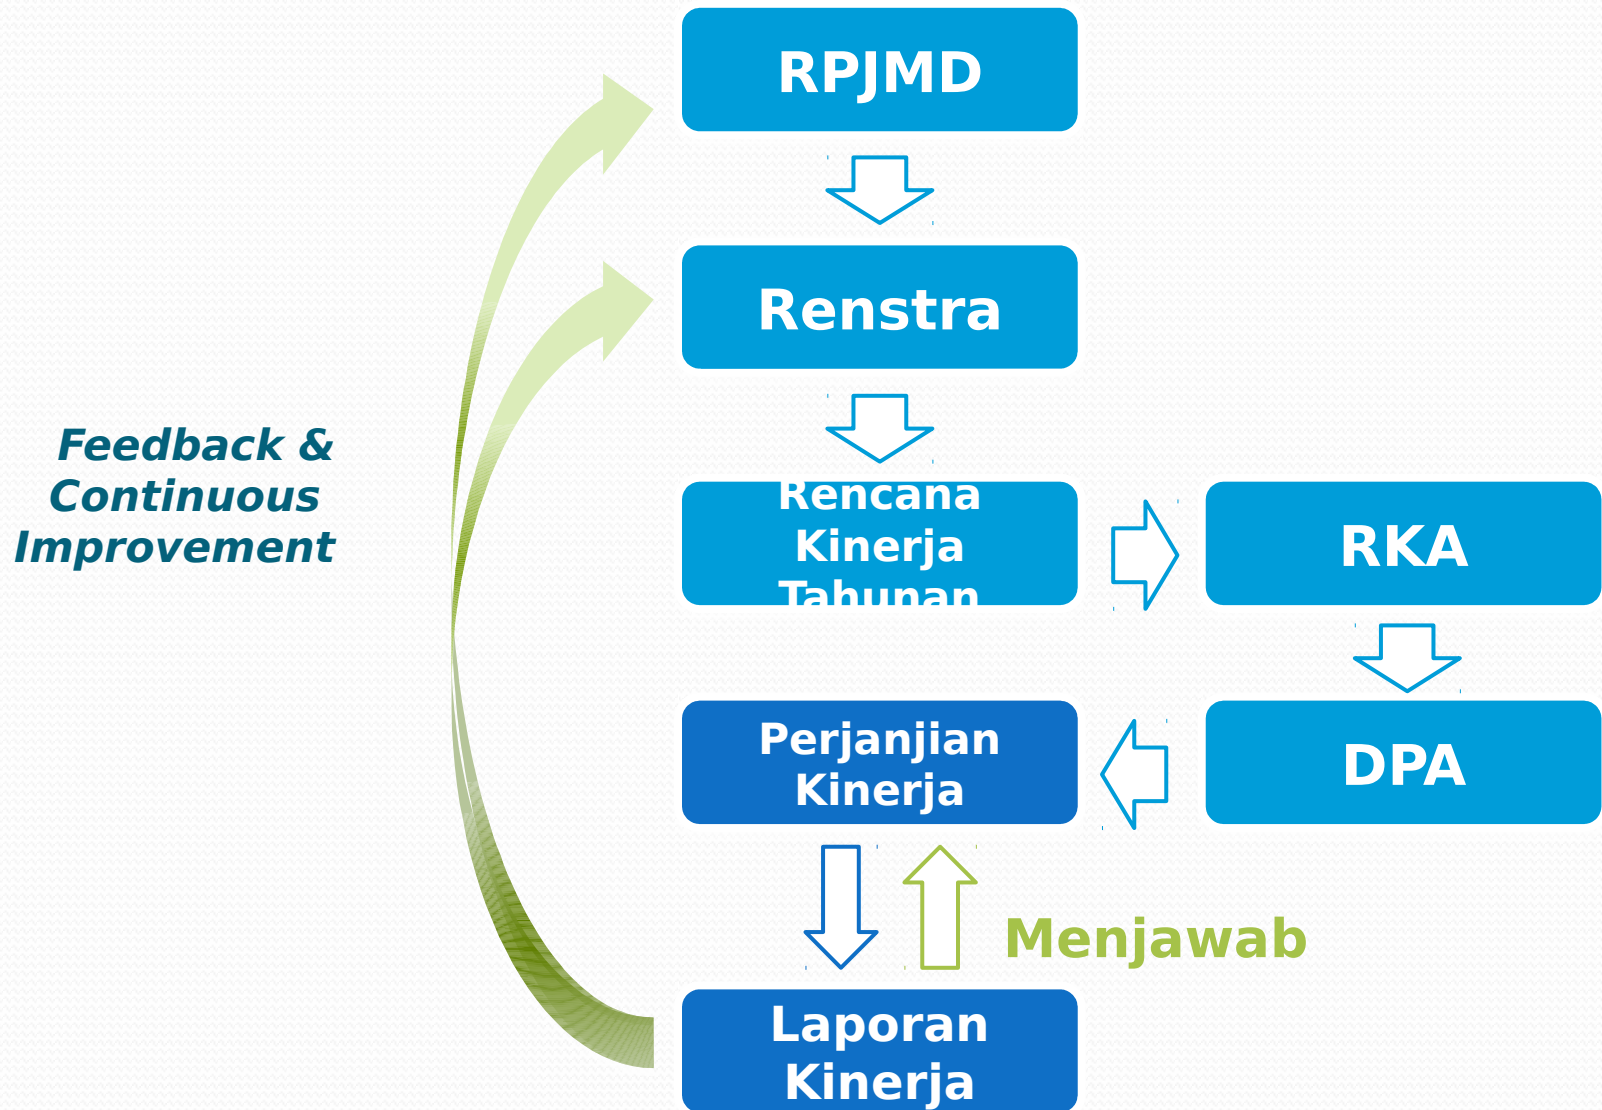 RPJMD
Renstra
Feedback &
Continuous
Improvement
Rencana
Kinerja
Tahunan
RKA
Perjanjian
Kinerja
DPA
Menjawab
Laporan
Kinerja